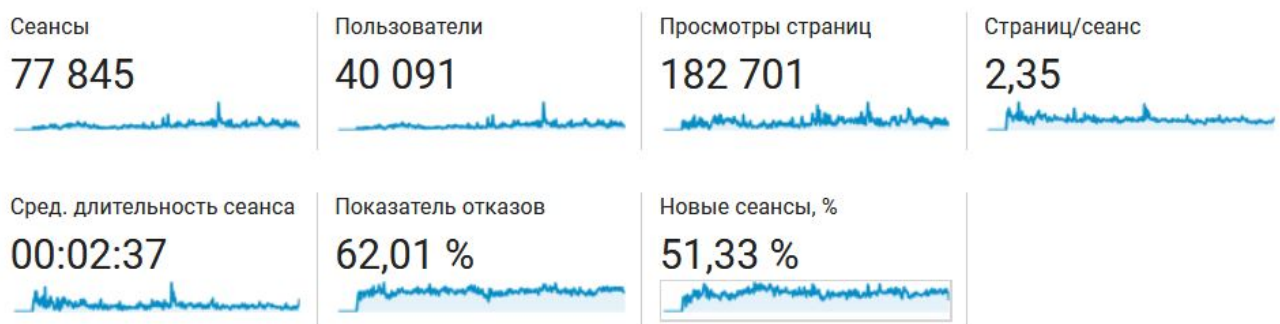 Сеансы
77 845
Пользователи
40 091
Просмотры страниц
182 701
Страниц/сеанс
2,35
Сред. длительность сеанса
00:02:37
Показатель отказов
62,01 %
Новые сеансы, %
51,33 %